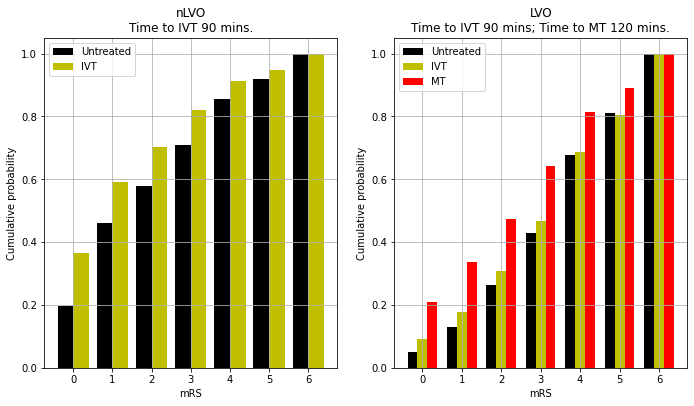 nLVO
Time to IVT 90 mins.
Untreated
IVT
Cumulative probability
1.0
0.8
0.6
0.4
0.2
0.0
0 1 2 3 4 5 6
mRS
LVO
Time to IVT 90 mins; Time to MT 120 mins.
Untreated
IVT
MT
Cumulative probability
1.0
0.8
0.6
0.4
0.2
0.0
0 1 2 3 4 5 6
mRS